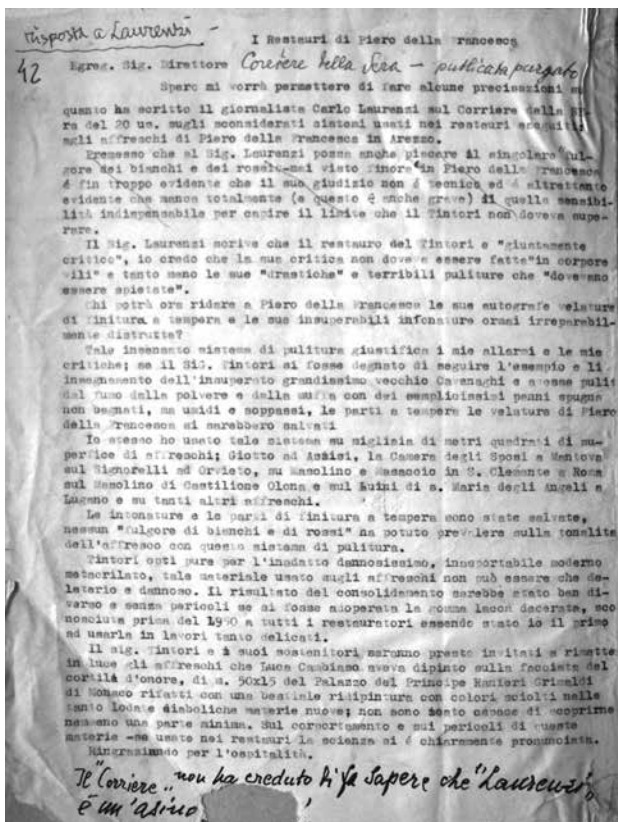 risposta a Laurenzi -
I Restauri di Piero della Francesca
42 Egreg. Sig. Direttore Corriere della Sera - pubblicata purgato
Spero mi vorrà permettere di fare alcune precisazioni su
quanto ha scritto il giornalista Carlo Laurenzi sul Corriere della Se-
ra del 20 us. sugli sconsiderati sistemi usati nei restauri eseguiti
agli affreschi di Piero della Francesca in Arezzo.
Premesso che al Sig. Laurenzi possa anche piacere il singolare "ful-
gore dei bianchi e dei rossi"-mai visto finora in Piero della Francesca
é fin troppo evidente che il suo giudizio non é tecnico ed é altrettanto
evidente che manca totalmente (e questo é anche grave) di quella sensibi-
lità indispensabile per capire il limite che il Tintori non doveva supe-
rare.
Il Sig. Laurenzi scrive che il restauro del Tintori e "giustamente
critico", io credo che la sua critica non doveva essere fatta"in corpore
vili" e tanto meno le sue "drastiche" e terribili puliture che "dovevano
essere spietate".
Chi potrà ora ridare a Piero della Francesca le sue autografe velature
di finitura a tempera e le sue insuperabili intonature ormai irreparabil-
mente distrutte?
Tale insensato sistema di pulitura giustifica i mie allarmi e le mie
critiche; se il SiG. Tintori si fosse degnato di seguire l'esempio e li
insegnamento dell'insuperato grandissimo vecchio Cavenaghi e avesse puli
dal fumo dalla polvere e dalla muffa con dei semplicissimi panni spugna
non bagnati, ma umidi e soppassi, le parti a tempera le velature di Piero
della Francesca si sarebbero salvati
Io stesso ho usato tale sistema su migliaia di metri quadrati di su-
perfice di affreschi; Giotto ad Assisi, la Camera degli Sposi a Mantova
sul Signorelli ad Orvieto, su Masolino e Masaccio in S. Clemente a Roma
sul Masolino di Castilione Olona e sul Luini di s. Maria degli Angeli a
Lugano e su tanti altri affreschi.
Le intonature e le parti di finitura a tempera sono state salvate,
nessun "fulgore di bianchi e di rossi" ha potuto prevalere sulla tonalità
dell'affresco con questo sistema di pulitura.
Tintori opti pure per l'inadatto dannosissimo, insopportabile moderno
metacrilato, tale materiale usato sugli affreschi non può essere che de-
leterio e dannoso. Il risultato del consolidamento sarebbe stato ben di-
verso e senza pericoli se si fosse adoperata la gomma lacca decerata, sco
nosciuta prima del 1950 a tutti i restauratori essendo stato io il primo
ad usarla in lavori tanto delicati.
Il sig. Tintori e i suoi sostenitori saranno presto invitati a rimette
in luce gli affreschi che Luca Cambiaso aveva dipinto sulla facciata del
cortilà d'onore, di m. 50x15 del Palazzo del Principe Ranieri Grimaldi
di Monaco rifatti con una bestiale ridipintura con colori sciolti nelle
tanto lodate diaboliche materie nuove; non sono stato capace di scoprirne
nemmeno una parte minima. Sul comportamento e sui pericoli di queste
materie -se usate nei restauri la scienza si é chiaramente pronunciata.
Ringraziando per l'ospitalità.
Il "Corriere" non ha creduto di far sapere che "Laurenzi"
è un'asino